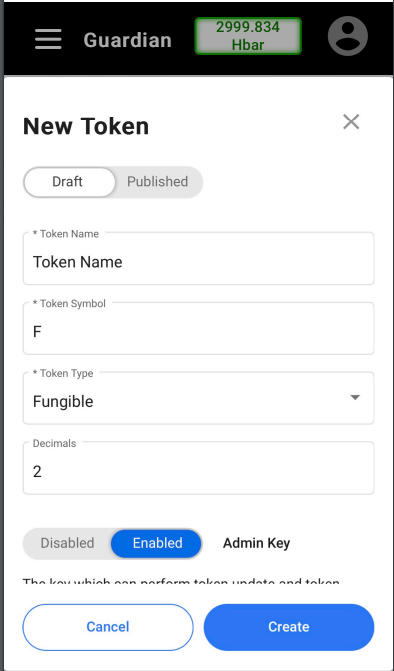 Guardian
2999.834
Hbar
New Token
Draft Published
* Token Name
Token Name
* Token Symbol
F
* Token Type
Fungible
Decimals
2
Disabled Enabled Admin Key
The key which can perform token update and token
Cancel Create